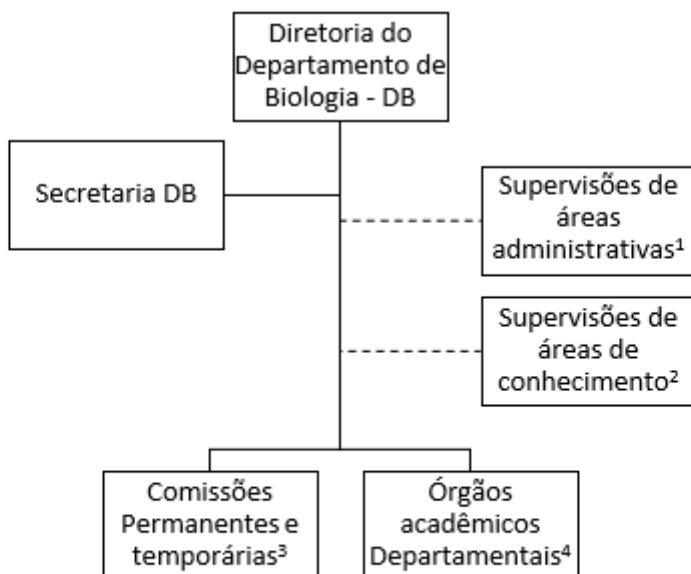 Diretoria do
Departamento de
Biologia - DB
Secretaria DB
Supervisões de
áreas
administrativas¹
Supervisões de
áreas de
conhecimento²
Comissões
Permanentes e
temporárias³
Órgãos
acadêmicos
Departamentais⁴